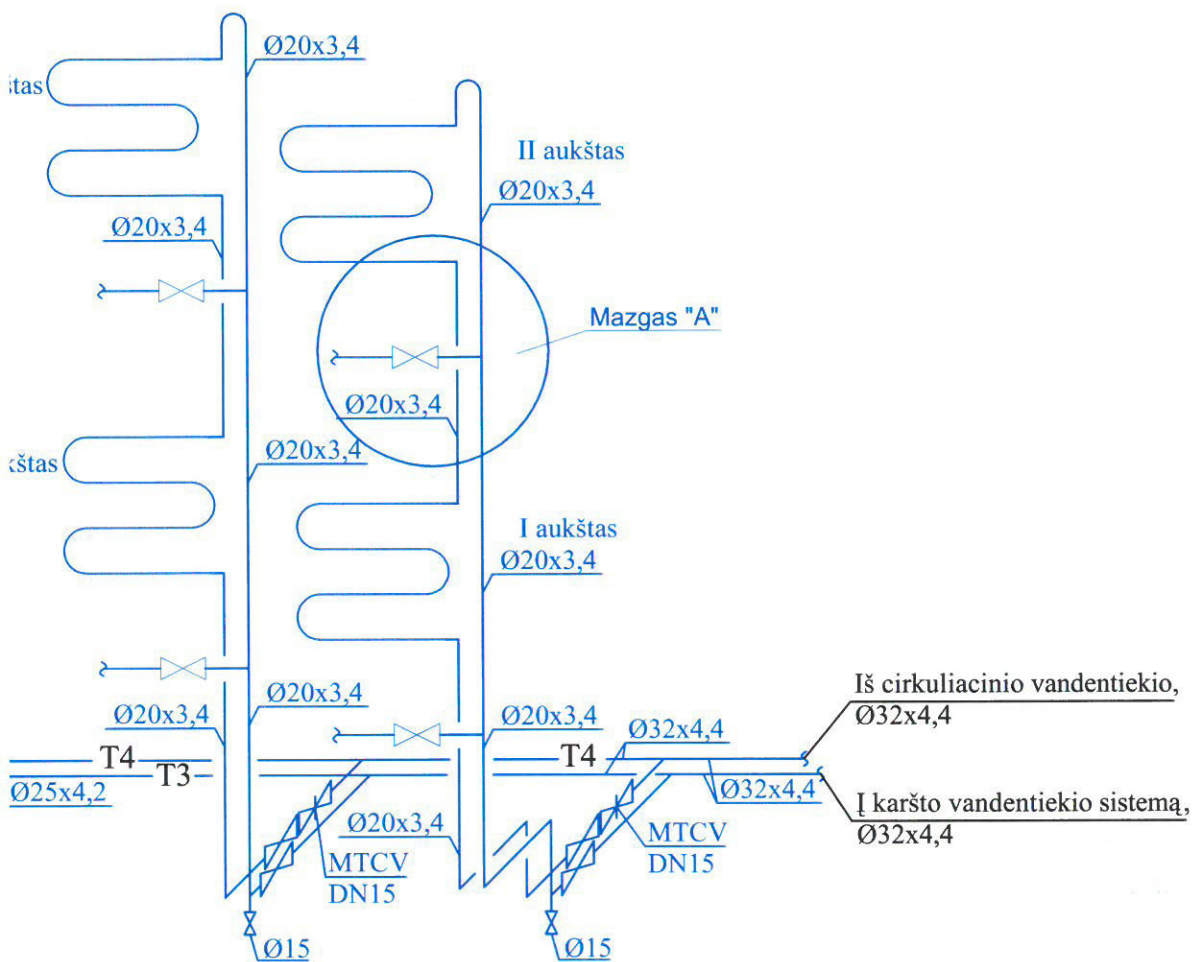 Ø20x3,4
štas
II aukštas
Ø20x3,4
Ø20x3,4
Mazgas "A"
Ø20x3,4
Ø20x3,4
kštas
I aukštas
Ø20x3,4
Ø20x3,4
Ø20x3,4
Ø20x3,4
Iš cirkuliacinio vandentiekio,
Ø32x4,4
Ø32x4,4
T4
T4
T3
Ø25x4,2
Ø32x4,4
Į karšto vandentiekio sistemą,
Ø32x4,4
Ø20x3,4
MTCV
DN15
MTCV
DN15
Ø15
Ø15